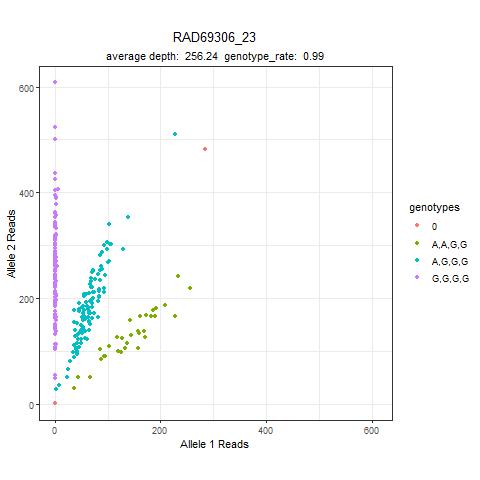 RAD69306_23
average depth:  256.24  genotype_rate:  0.99
600
400
200
0
Allele 2 Reads
0
200
400
600
Allele 1 Reads
genotypes
0
A,A,G,G
A,G,G,G
G,G,G,G